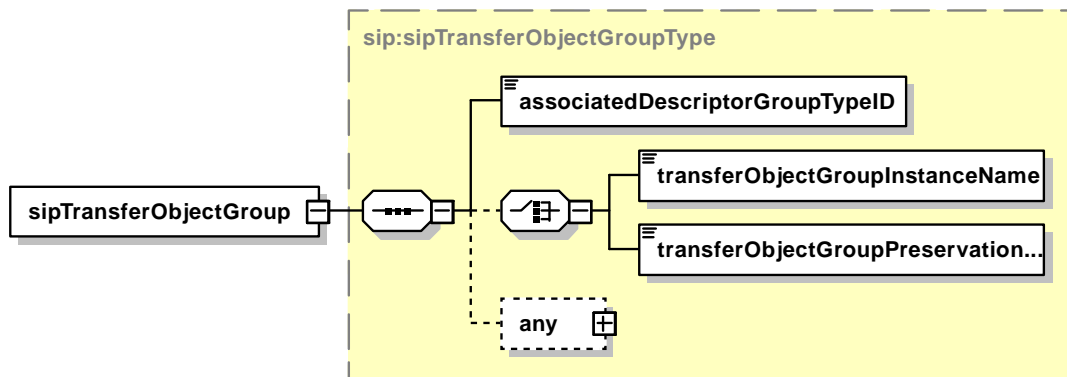 sip:sipTransferObjectGroupType
associatedDescriptorGroupTypeID
transferObjectGroupInstanceName
sipTransferObjectGroup
transferObjectGroupPreservation...
any